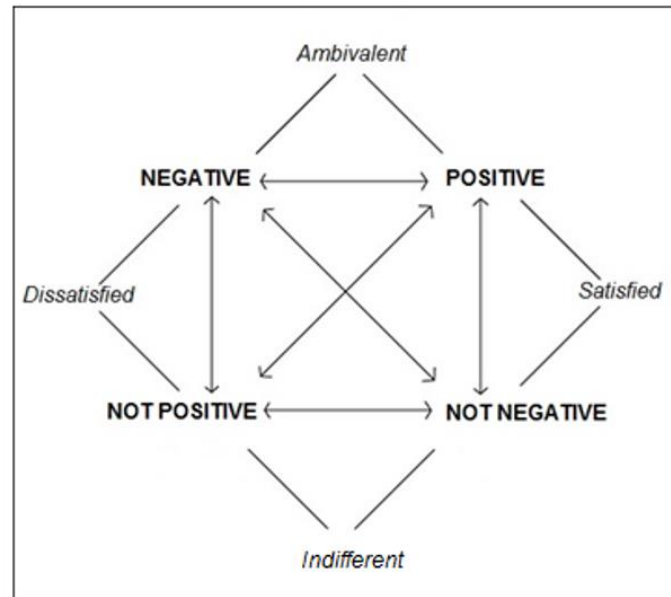 Ambivalent
NEGATIVE
POSITIVE
Dissatisfied
Satisfied
NOT POSITIVE
NOT NEGATIVE
Indifferent